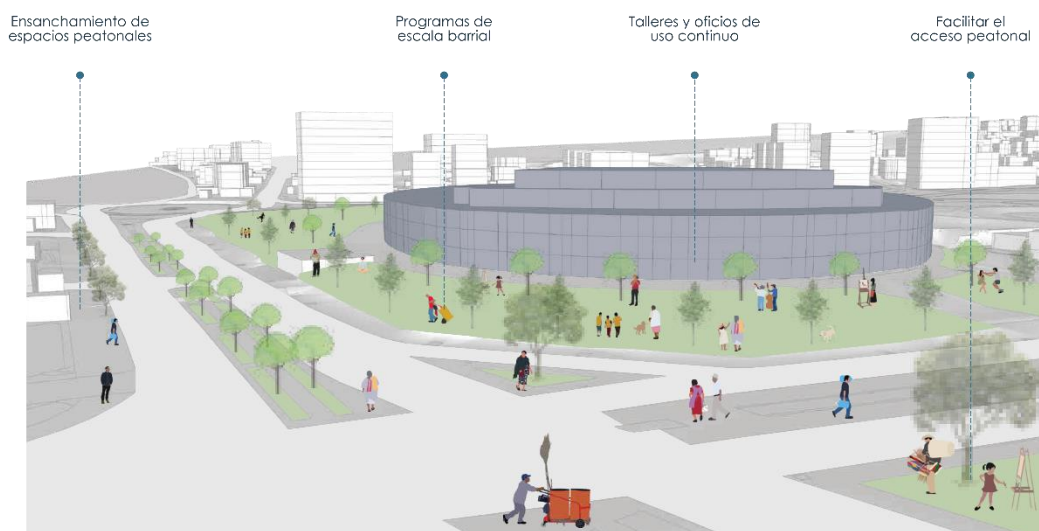 Ensanchamiento de
espacios peatonales
Programas de
escala barrial
Talleres y oficios de
uso continuo
Facilitar el
acceso peatonal